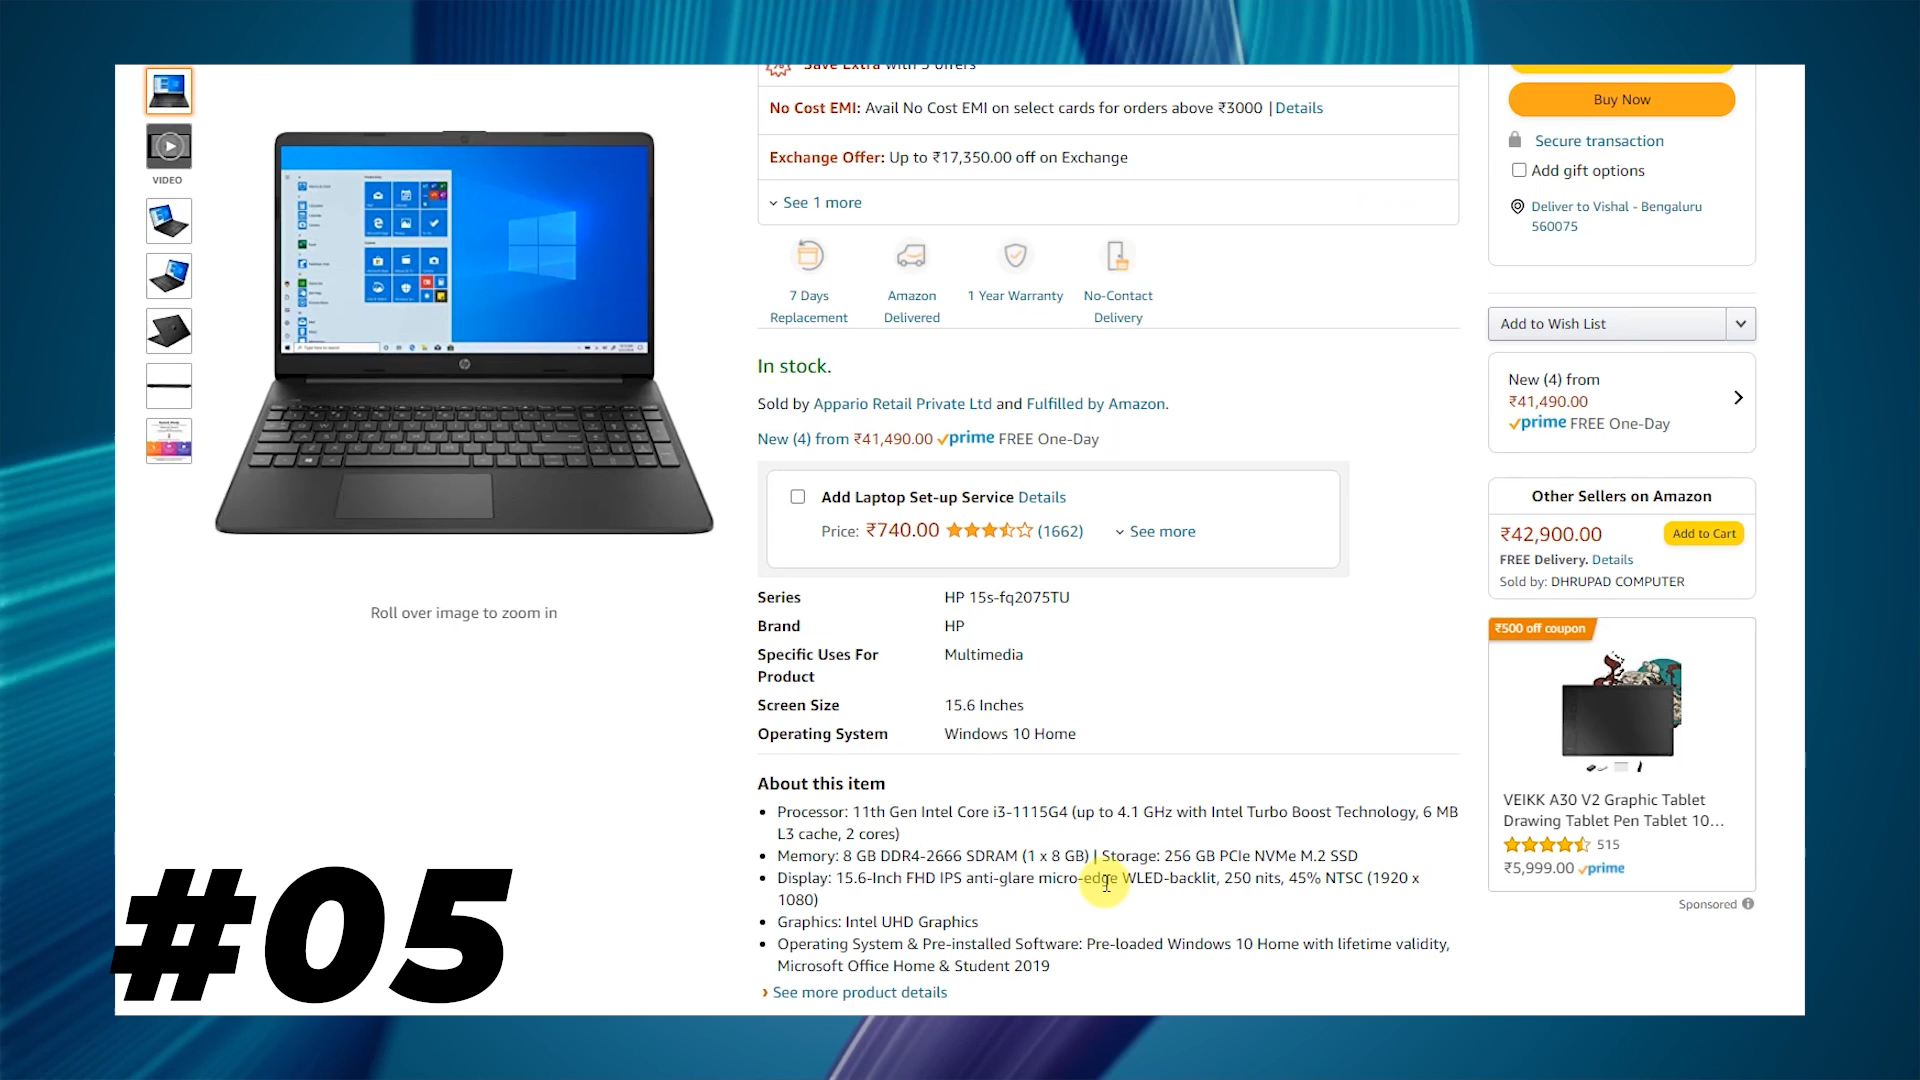 Save Extra with 5 offers
No Cost EMI: Avail No Cost EMI on select cards for orders above ₹3000 | Details
Exchange Offer: Up to ₹17,350.00 off on Exchange
See 1 more
VIDEO
7 Days
Replacement
Amazon
Delivered
1 Year Warranty
No-Contact
Delivery
In stock.
Sold by Appario Retail Private Ltd and Fulfilled by Amazon.
New (4) from ₹41,490.00 prime FREE One-Day
Add Laptop Set-up Service Details
Price: ₹740.00 (1662) See more
Roll over image to zoom in
Series HP 15s-fq2075TU
Brand HP
Specific Uses For Multimedia
Product
Screen Size 15.6 Inches
Operating System Windows 10 Home
About this item
• Processor: 11th Gen Intel Core i3-1115G4 (up to 4.1 GHz with Intel Turbo Boost Technology, 6 MB
L3 cache, 2 cores)
• Memory: 8 GB DDR4-2666 SDRAM (1 x 8 GB) | Storage: 256 GB PCIe NVMe M.2 SSD
• Display: 15.6-Inch FHD IPS anti-glare micro-edge WLED-backlit, 250 nits, 45% NTSC (1920 x
1080)
• Graphics: Intel UHD Graphics
• Operating System & Pre-installed Software: Pre-loaded Windows 10 Home with lifetime validity,
Microsoft Office Home & Student 2019
› See more product details
Buy Now
Secure transaction
Add gift options
Deliver to Vishal - Bengaluru
560075
Add to Wish List
New (4) from
₹41,490.00
prime FREE One-Day
Other Sellers on Amazon
₹42,900.00 Add to Cart
FREE Delivery. Details
Sold by: DHRUPAD COMPUTER
₹500 off coupon
VEIKK A30 V2 Graphic Tablet
Drawing Tablet Pen Tablet 10...
515
₹5,999.00 prime
Sponsored
#05